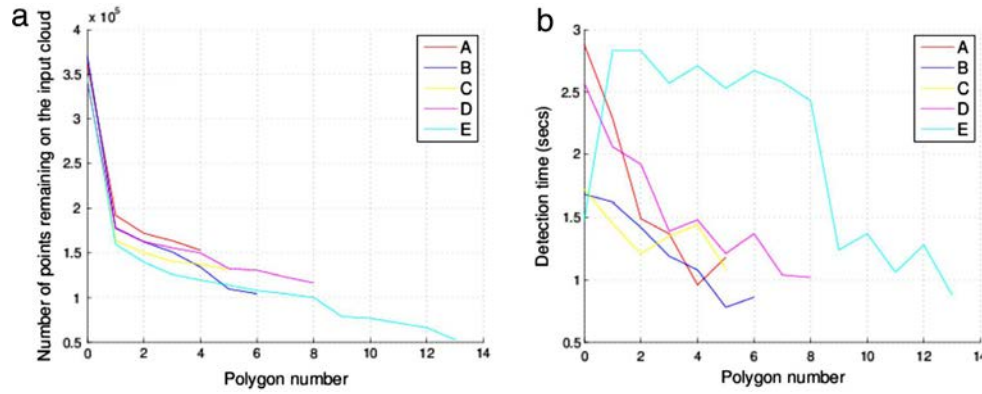 a
× 10⁵
4
3.5
3
2.5
2
1.5
1
0.5
0 2 4 6 8 10 12 14
Number of points remaining on the input cloud
Polygon number
A
B
C
D
E
b
3
2.5
2
1.5
1
0.5
0 2 4 6 8 10 12 14
Detection time (secs)
Polygon number
A
B
C
D
E